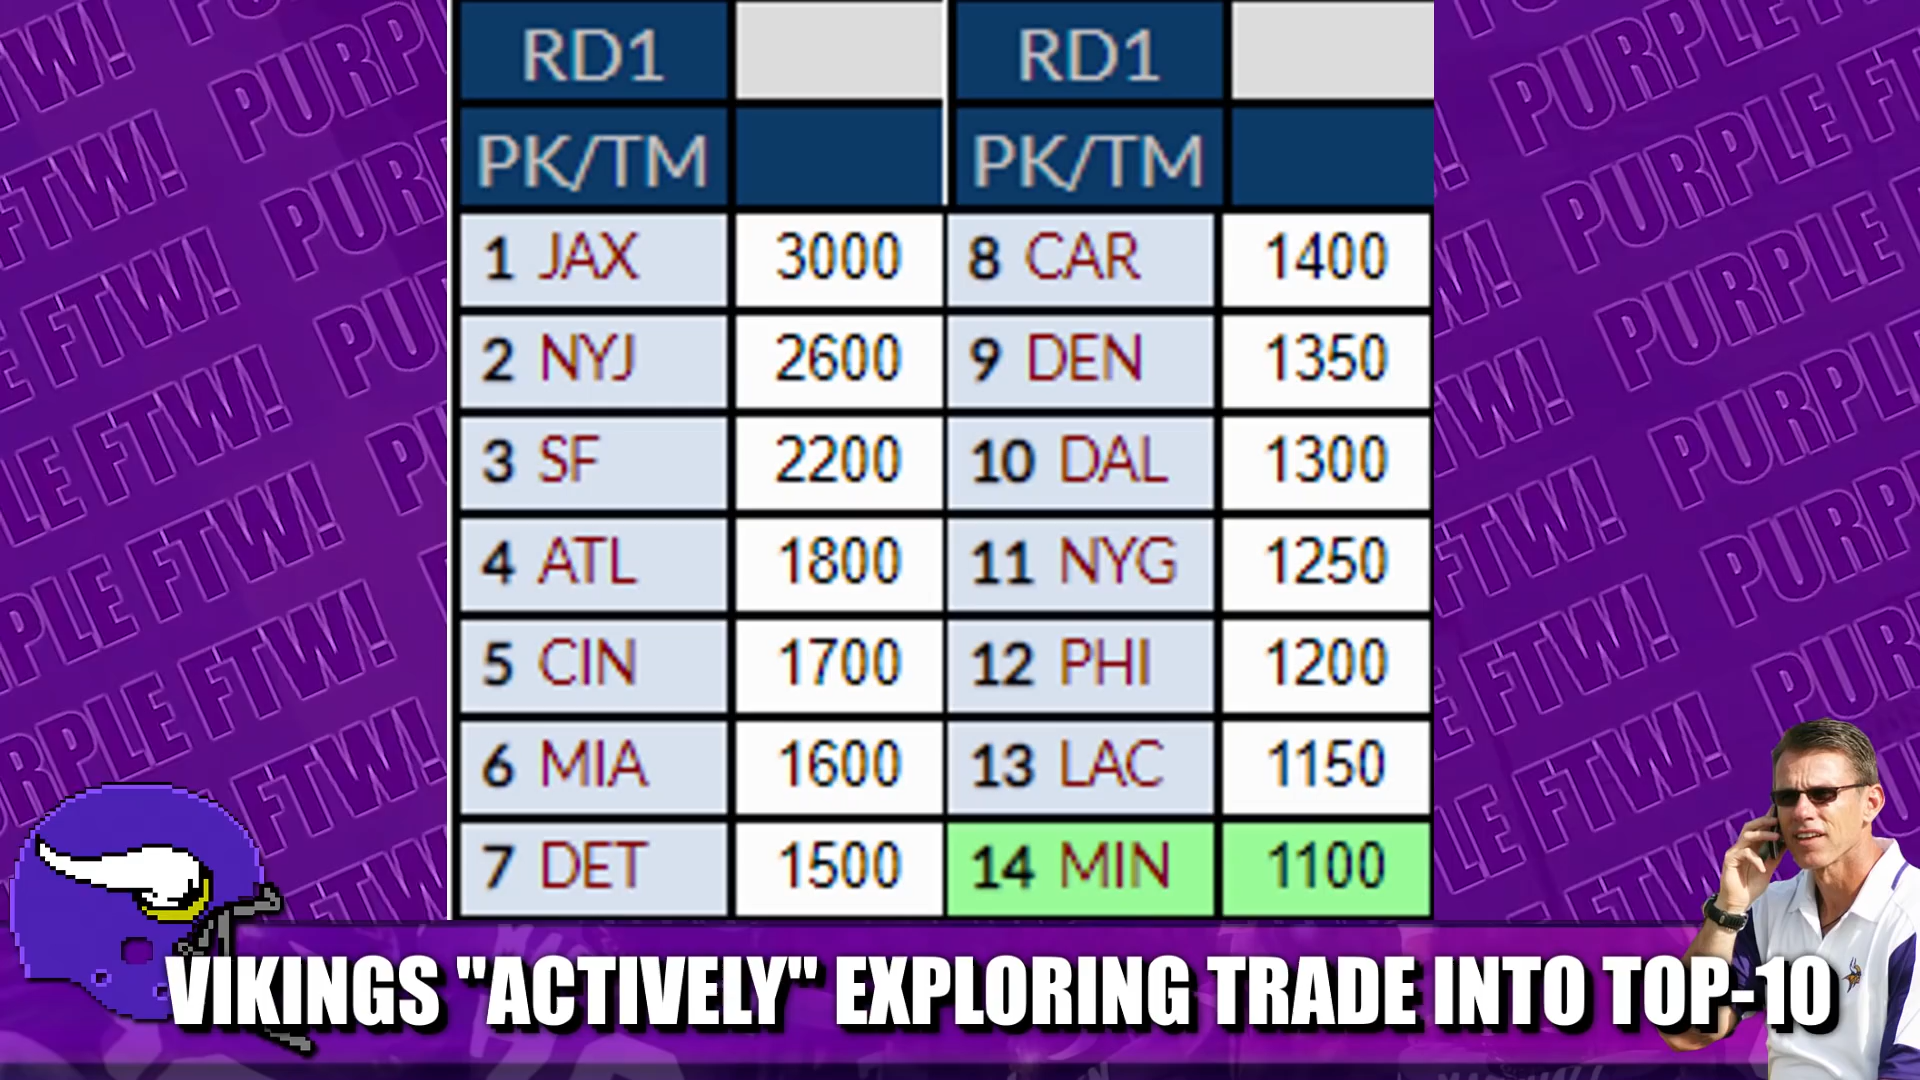 RD1 RD1
PK/TM PK/TM
1 JAX 3000 8 CAR 1400
2 NYJ 2600 9 DEN 1350
3 SF 2200 10 DAL 1300
4 ATL 1800 11 NYG 1250
5 CIN 1700 12 PHI 1200
6 MIA 1600 13 LAC 1150
7 DET 1500 14 MIN 1100
VIKINGS "ACTIVELY" EXPLORING TRADE INTO TOP-10
PURPLE FTW!